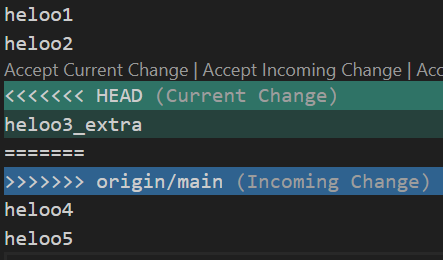 heloo1
heloo2
Accept Current Change | Accept Incoming Change | Acc
<<<<<<< HEAD (Current Change)
heloo3_extra
=======
>>>>>>> origin/main (Incoming Change)
heloo4
heloo5